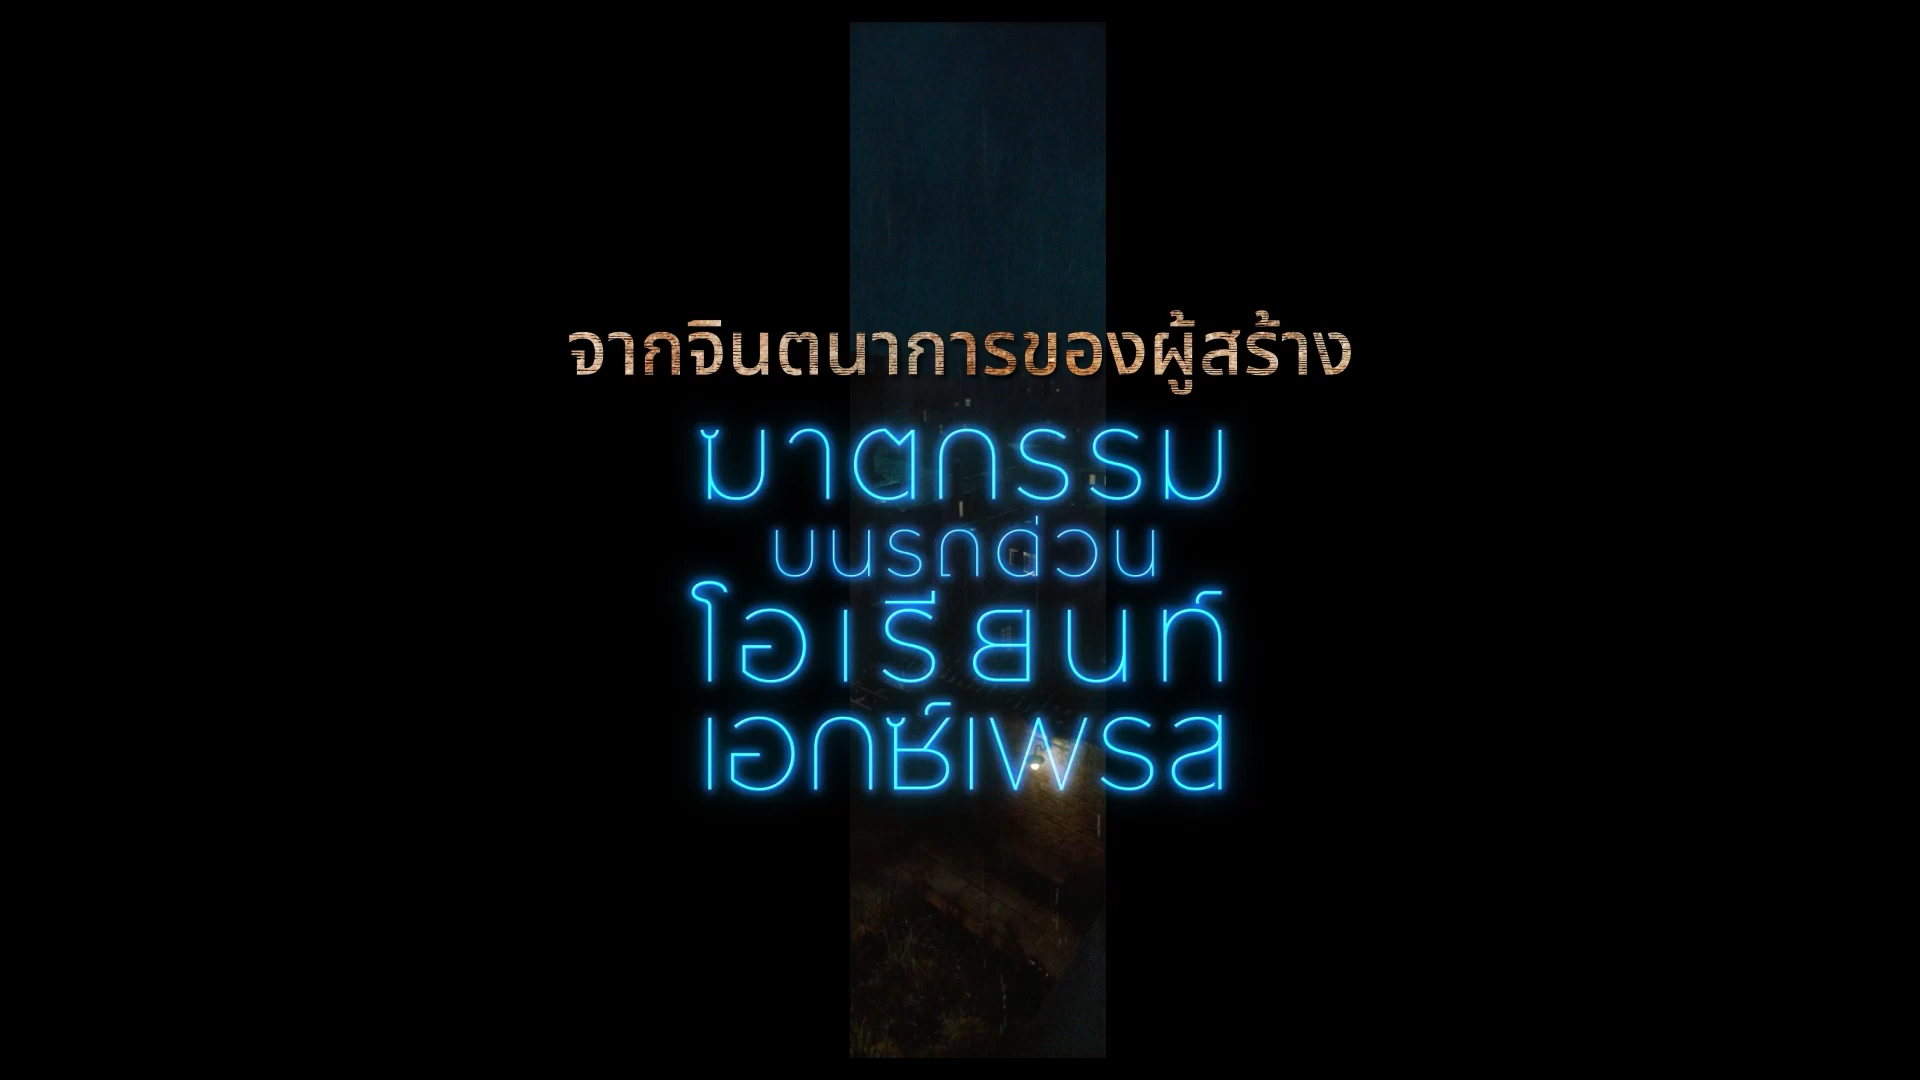 จากจินตนาการของผู้สร้าง
ฆาตกรรม
บนรถด่วน
โอเรียนท์
เอกซ์เพรส